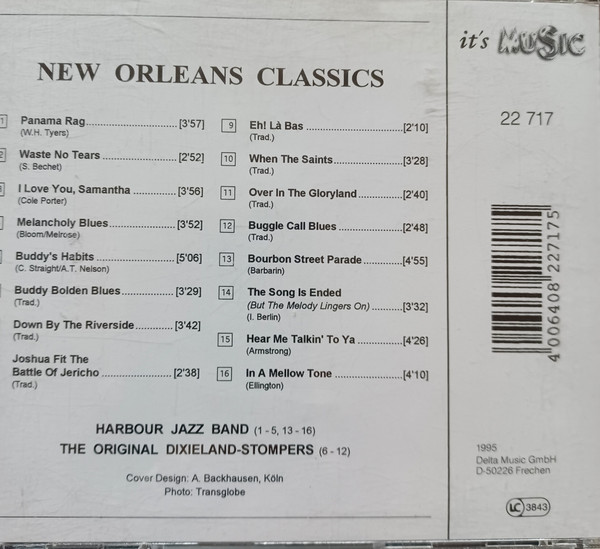 it's MUSIC
NEW ORLEANS CLASSICS
22 717
1 Panama Rag [3'57]
(W.H. Tyers)
2 Waste No Tears [2'52]
(S. Bechet)
I Love You, Samantha [3'56]
(Cole Porter)
Melancholy Blues [3'52]
(Bloom/Melrose)
Buddy's Habits [5'06]
(C. Straight/A.T. Nelson)
Buddy Bolden Blues [3'29]
(Trad.)
Down By The Riverside [3'42]
(Trad.)
Joshua Fit The
Battle Of Jericho [2'38]
(Trad.)
9 Eh! Là Bas [2'10]
(Trad.)
10 When The Saints [3'28]
(Trad.)
11 Over In The Gloryland [2'40]
(Trad.)
12 Buggle Call Blues [2'48]
(Trad.)
13 Bourbon Street Parade [4'55]
(Barbarin)
14 The Song Is Ended
(But The Melody Lingers On) [3'32]
(I. Berlin)
15 Hear Me Talkin' To Ya [4'26]
(Armstrong)
16 In A Mellow Tone [4'10]
(Ellington)
HARBOUR JAZZ BAND (1 - 5, 13 - 16)
THE ORIGINAL DIXIELAND-STOMPERS (6 - 12)
Cover Design: A. Backhausen, Köln
Photo: Transglobe
4 006408 227175
1995
Delta Music GmbH
D-50226 Frechen
LC 3843